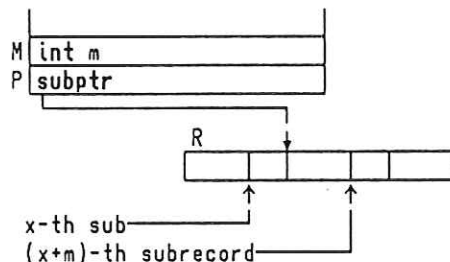 M int m
P subptr
R
x-th sub
(x+m)-th subrecord